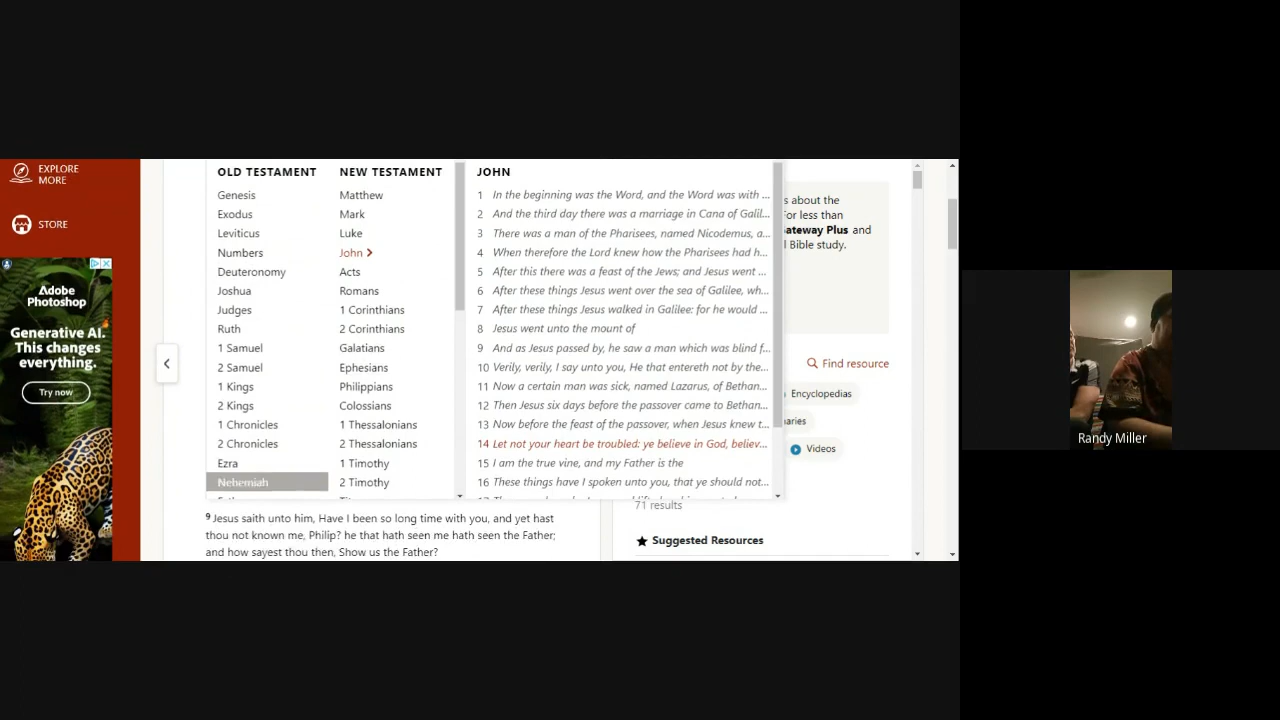 EXPLORE
MORE
STORE
Adobe
Photoshop
Generative AI.
This changes
everything.
Try now
OLD TESTAMENT
Genesis
Exodus
Leviticus
Numbers
Deuteronomy
Joshua
Judges
Ruth
1 Samuel
2 Samuel
1 Kings
2 Kings
1 Chronicles
2 Chronicles
Ezra
Nehemiah
NEW TESTAMENT
Matthew
Mark
Luke
John
Acts
Romans
1 Corinthians
2 Corinthians
Galatians
Ephesians
Philippians
Colossians
1 Thessalonians
2 Thessalonians
1 Timothy
2 Timothy
JOHN
1 In the beginning was the Word, and the Word was with ...
2 And the third day there was a marriage in Cana of Galil...
3 There was a man of the Pharisees, named Nicodemus, a...
4 When therefore the Lord knew how the Pharisees had h...
5 After this there was a feast of the Jews; and Jesus went ...
6 After these things Jesus went over the sea of Galilee, wh...
7 After these things Jesus walked in Galilee: for he would ...
8 Jesus went unto the mount of
9 And as Jesus passed by, he saw a man which was blind f...
10 Verily, verily, I say unto you, He that entereth not by the...
11 Now a certain man was sick, named Lazarus, of Bethan...
12 Then Jesus six days before the passover came to Bethan...
13 Now before the feast of the passover, when Jesus knew t...
14 Let not your heart be troubled: ye believe in God, believ...
15 I am the true vine, and my Father is the
16 These things have I spoken unto you, that ye should not...
9 Jesus saith unto him, Have I been so long time with you, and yet hast
thou not known me, Philip? he that hath seen me hath seen the Father;
and how sayest thou then, Show us the Father?
s about the
For less than
ateway Plus and
l Bible study.
Find resource
Encyclopedias
aries
Videos
71 results
Suggested Resources
Randy Miller